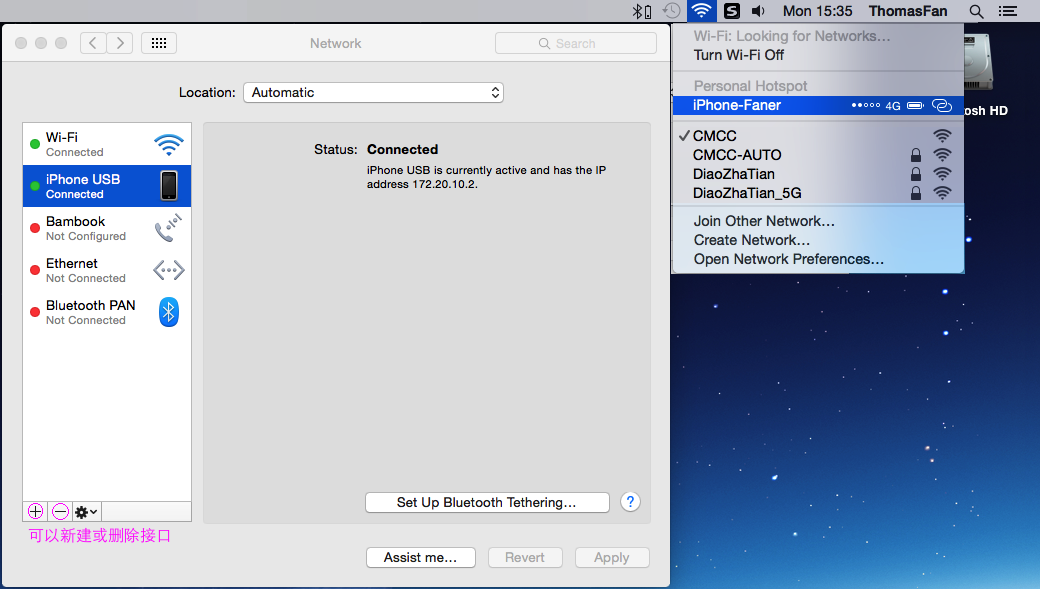 Mon 15:35 ThomasFan
Network
Search
Location: Automatic
Wi-Fi
Connected
iPhone USB
Connected
Bambook
Not Configured
Ethernet
Not Connected
Bluetooth PAN
Not Connected
可以新建或删除接口
Status: Connected
iPhone USB is currently active and has the IP
address 172.20.10.2.
Set Up Bluetooth Tethering...
?
Assist me...
Revert
Apply
Wi-Fi: Looking for Networks...
Turn Wi-Fi Off
Personal Hotspot
iPhone-Faner 4G
CMCC
CMCC-AUTO
DiaoZhaTian
DiaoZhaTian_5G
Join Other Network...
Create Network...
Open Network Preferences...
osh HD